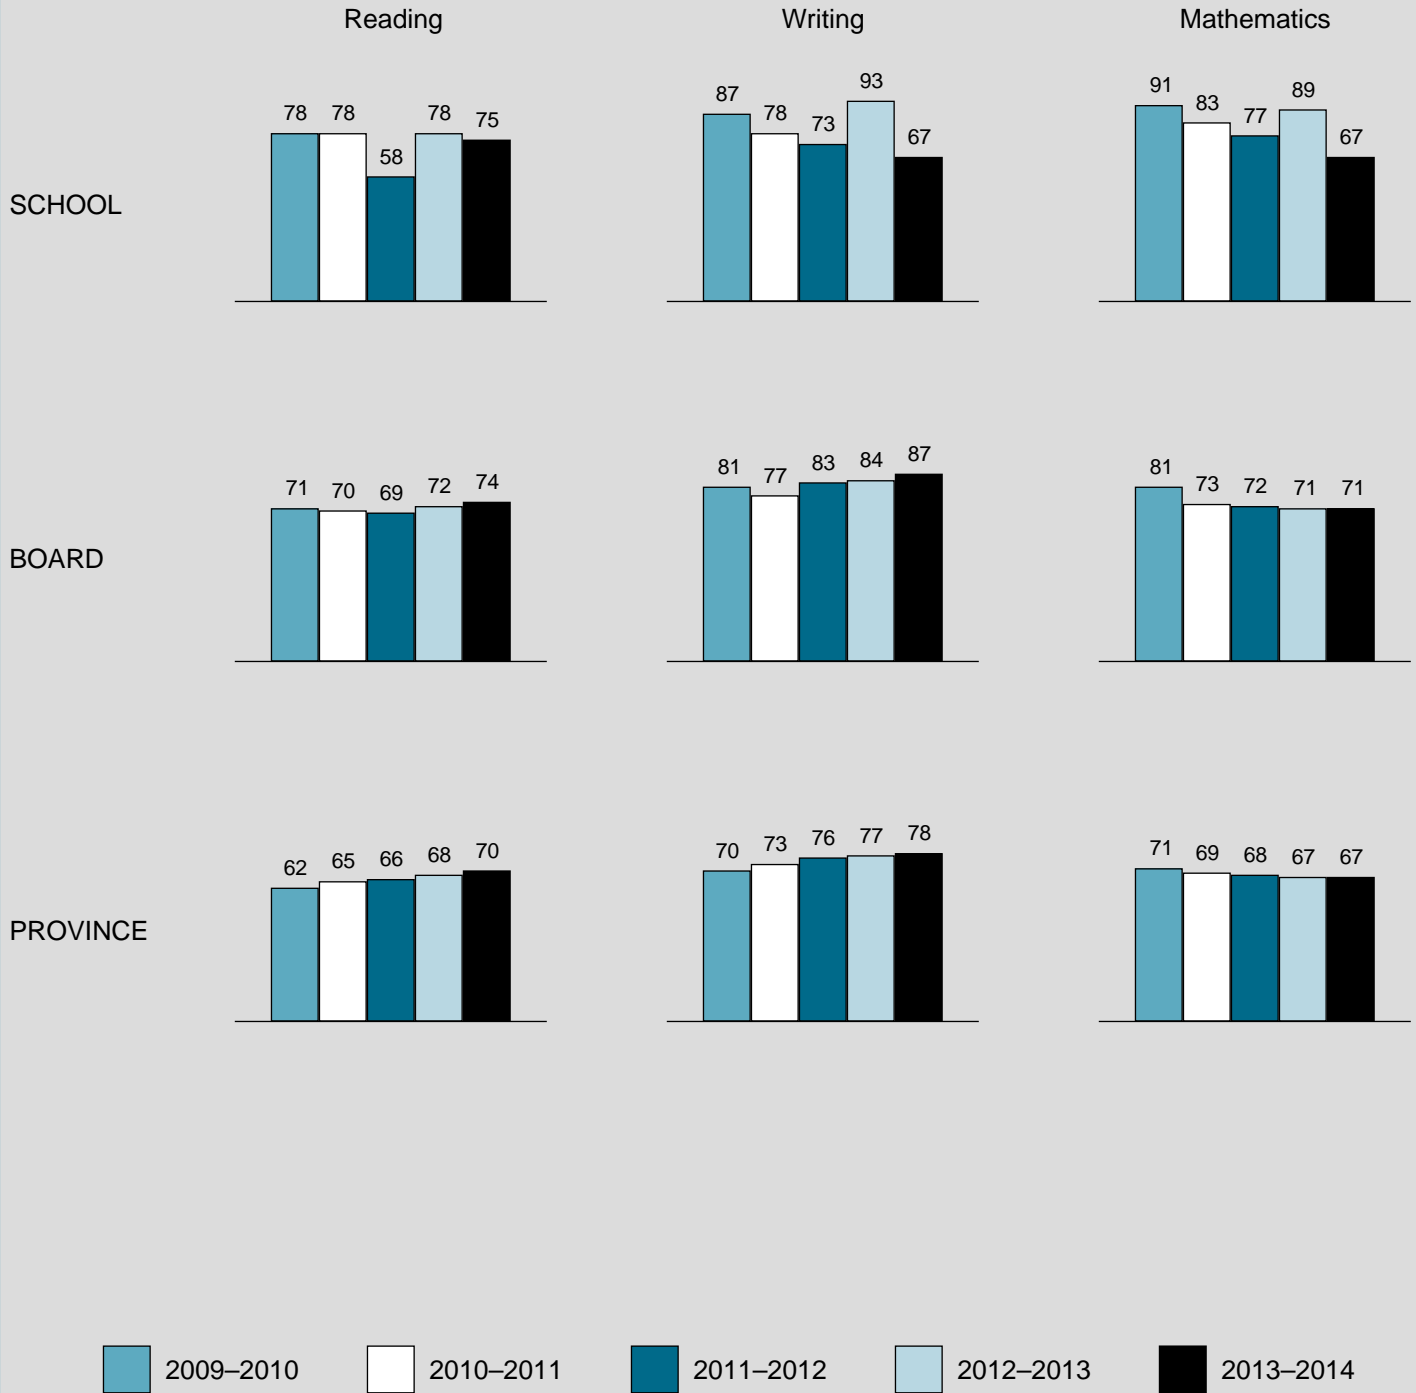 Reading Writing Mathematics
SCHOOL
78 78 58 78 75
87 78 73 93 67
91 83 77 89 67
BOARD
71 70 69 72 74
81 77 83 84 87
81 73 72 71 71
PROVINCE
62 65 66 68 70
70 73 76 77 78
71 69 68 67 67
2009–2010 2010–2011 2011–2012 2012–2013 2013–2014